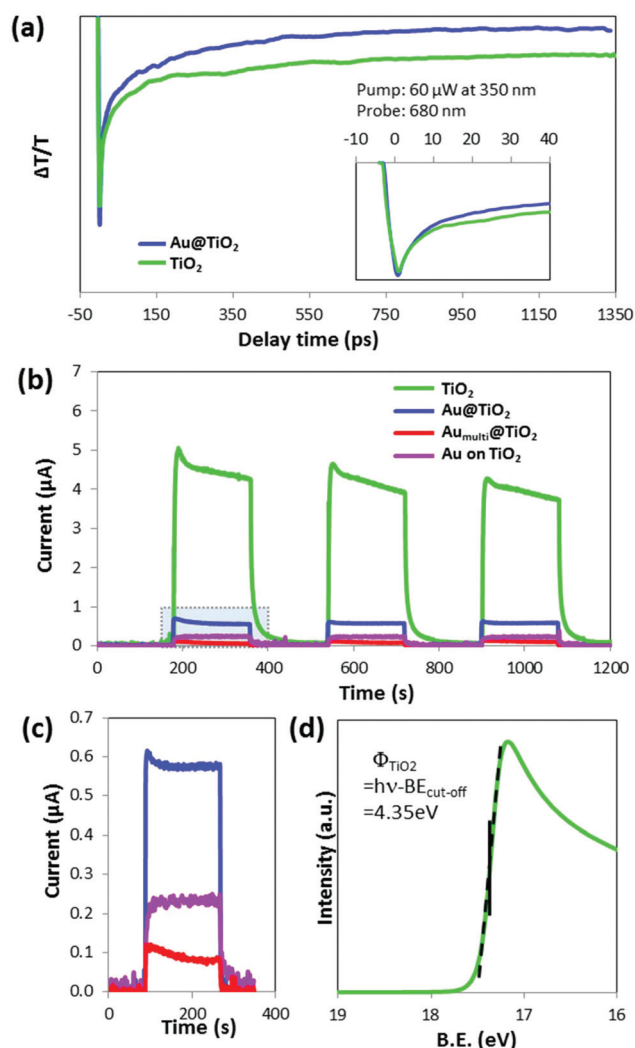 (a)
ΔT/T
Pump: 60 µW at 350 nm
Probe: 680 nm
-10 0 10 20 30 40
Au@TiO₂
TiO₂
-50 150 350 550 750 950 1150 1350
Delay time (ps)
(b)
7
6
5
4
3
2
1
0
Current (µA)
TiO₂
Au@TiO₂
Au_multi@TiO₂
Au on TiO₂
0 200 400 600 800 1000 1200
Time (s)
(c)
0.7
0.6
0.5
0.4
0.3
0.2
0.1
0.0
Current (µA)
0 200 400
Time (s)
(d)
Intensity (a.u.)
Φ_TiO2
=hν-BE_cut-off
=4.35eV
19 18 17 16
B.E. (eV)